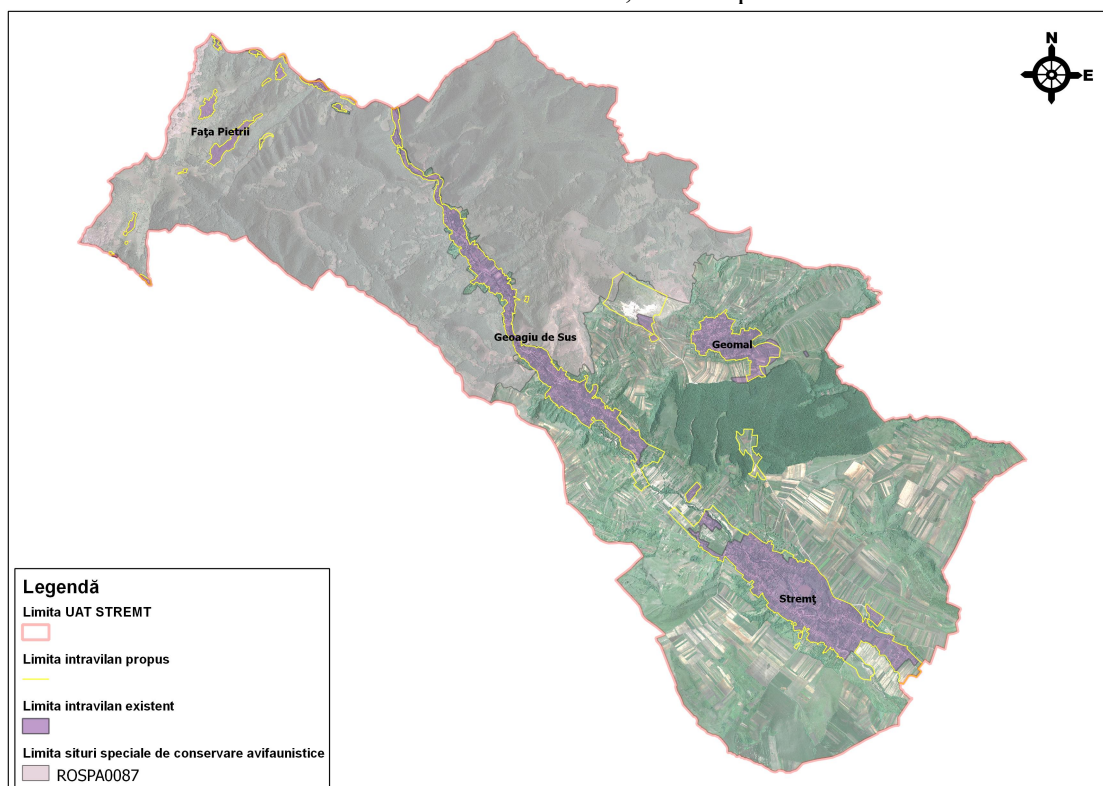 N
E
Faţa Pietrii
Geoagiu de Sus
Geomal
Stremţ
Legendă
Limita UAT STREMT
Limita intravilan propus
Limita intravilan existent
Limita situri speciale de conservare avifaunistice
ROSPA0087